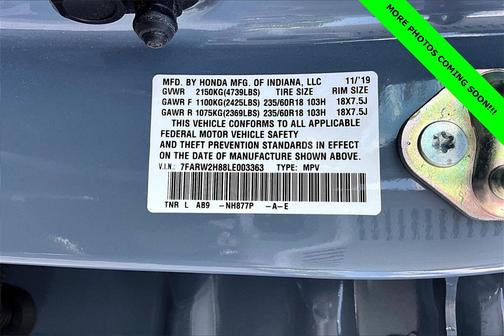 MORE PHOTOS COMING SOON
MFD. BY HONDA MFG. OF INDIANA, LLC 11/'19
GVWR 2150KG(4739LBS) TIRE SIZE RIM SIZE
GAWR F 1100KG(2425LBS) 235/60R18 103H 18X7.5J
GAWR R 1075KG(2369LBS) 235/60R18 103H 18X7.5J
THIS VEHICLE CONFORMS TO ALL APPLICABLE
FEDERAL MOTOR VEHICLE SAFETY
AND THEFT PREVENTION STANDARDS IN EFFECT
ON THE DATE OF MANUFACTURE SHOWN ABOVE.
V.I.N.: 7FARW2H88LE003363 TYPE: MPV
TNR L AB9 -NH877P -A-E